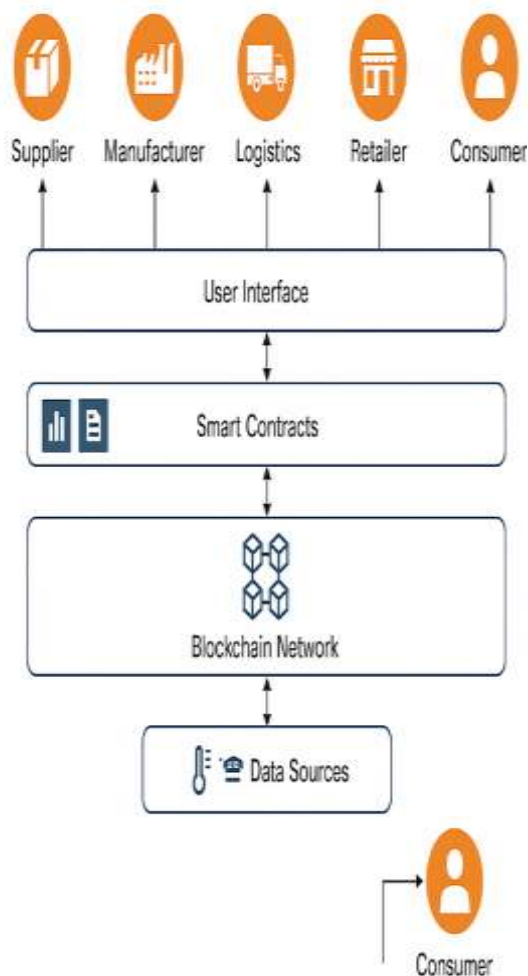 Supplier Manufacturer Logistics Retailer Consumer
User Interface
Smart Contracts
Blockchain Network
Data Sources
Consumer